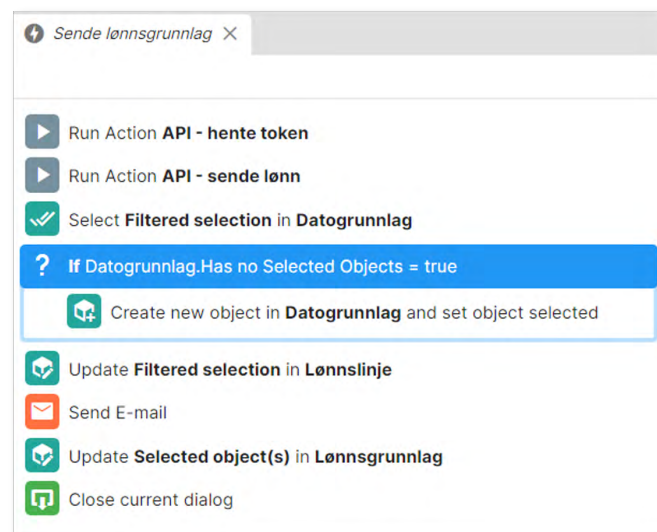 Sende lønnsgrunnlag
Run Action API - hente token
Run Action API - sende lønn
Select Filtered selection in Datogrunnlag
? If Datogrunnlag.Has no Selected Objects = true
Create new object in Datogrunnlag and set object selected
Update Filtered selection in Lønnslinje
Send E-mail
Update Selected object(s) in Lønnsgrunnlag
Close current dialog